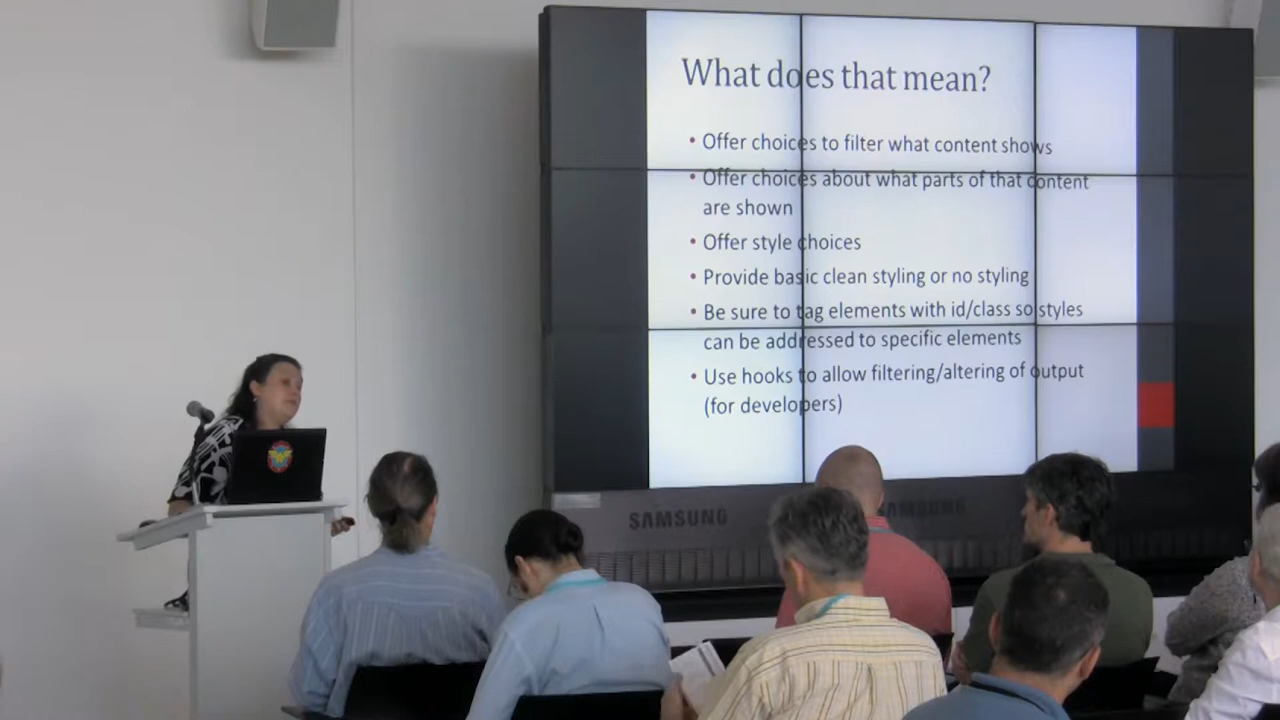 What does that mean?
• Offer choices to filter what content shows
• Offer choices about what parts of that content
are shown
• Offer style choices
• Provide basic clean styling or no styling
• Be sure to tag elements with id/class so styles
can be addressed to specific elements
• Use hooks to allow filtering/altering of output
(for developers)
SAMSUNG
SAMSUNG